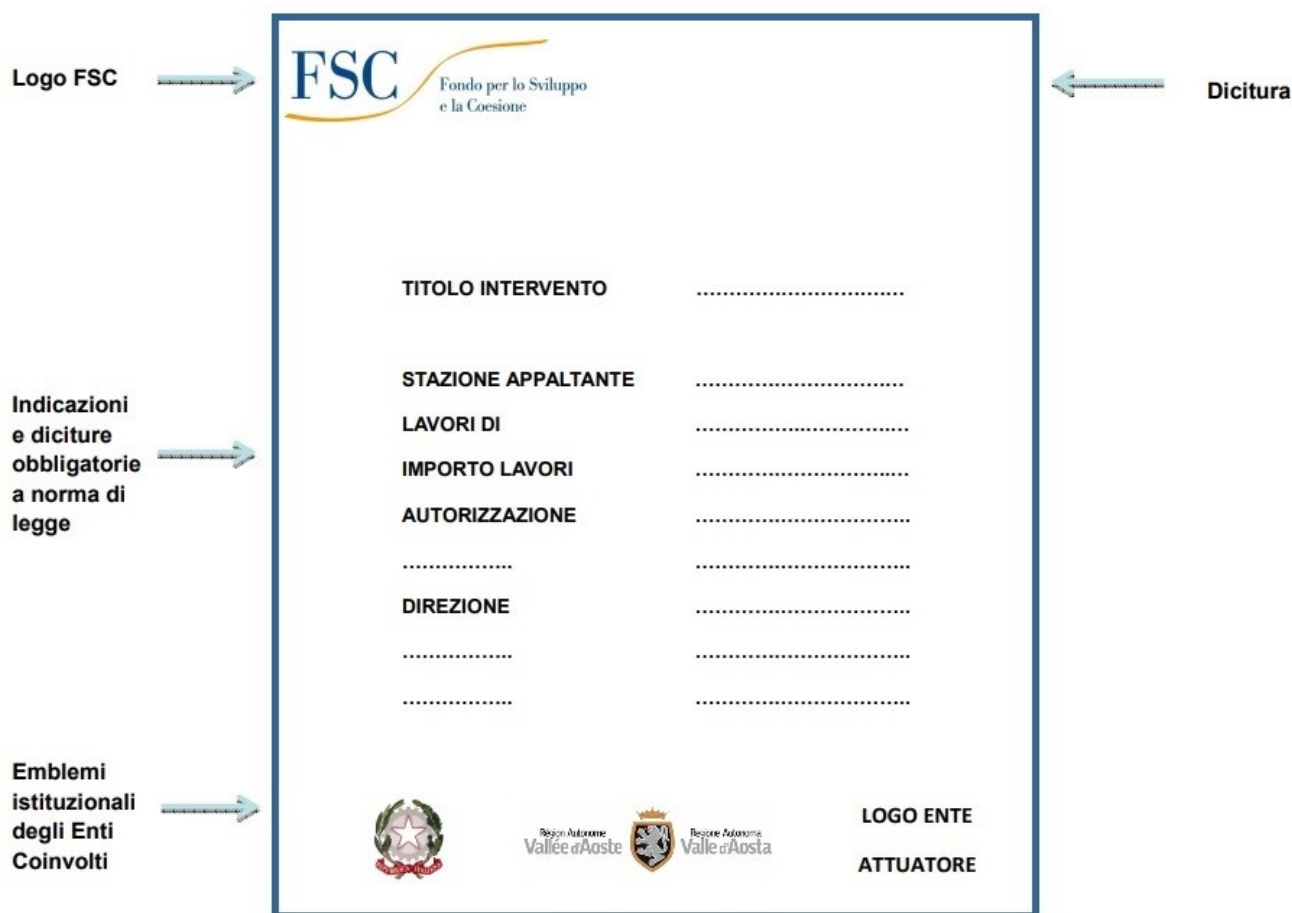 Logo FSC
FSC
Fondo per lo Sviluppo
e la Coesione
Dicitura
TITOLO INTERVENTO ……………………………
STAZIONE APPALTANTE ……………………………
LAVORI DI ……………………………
IMPORTO LAVORI ……………………………
AUTORIZZAZIONE ……………………………..
…………….. ……………………………..
DIREZIONE ……………………………..
…………….. ……………………………..
…………….. ……………………………..
Indicazioni
e diciture
obbligatorie
a norma di
legge
Emblemi
istituzionali
degli Enti
Coinvolti
REPVBBLICA ITALIANA
Région Autonome
Vallée d'Aoste
Regione Autonoma
Valle d'Aosta
LOGO ENTE
ATTUATORE